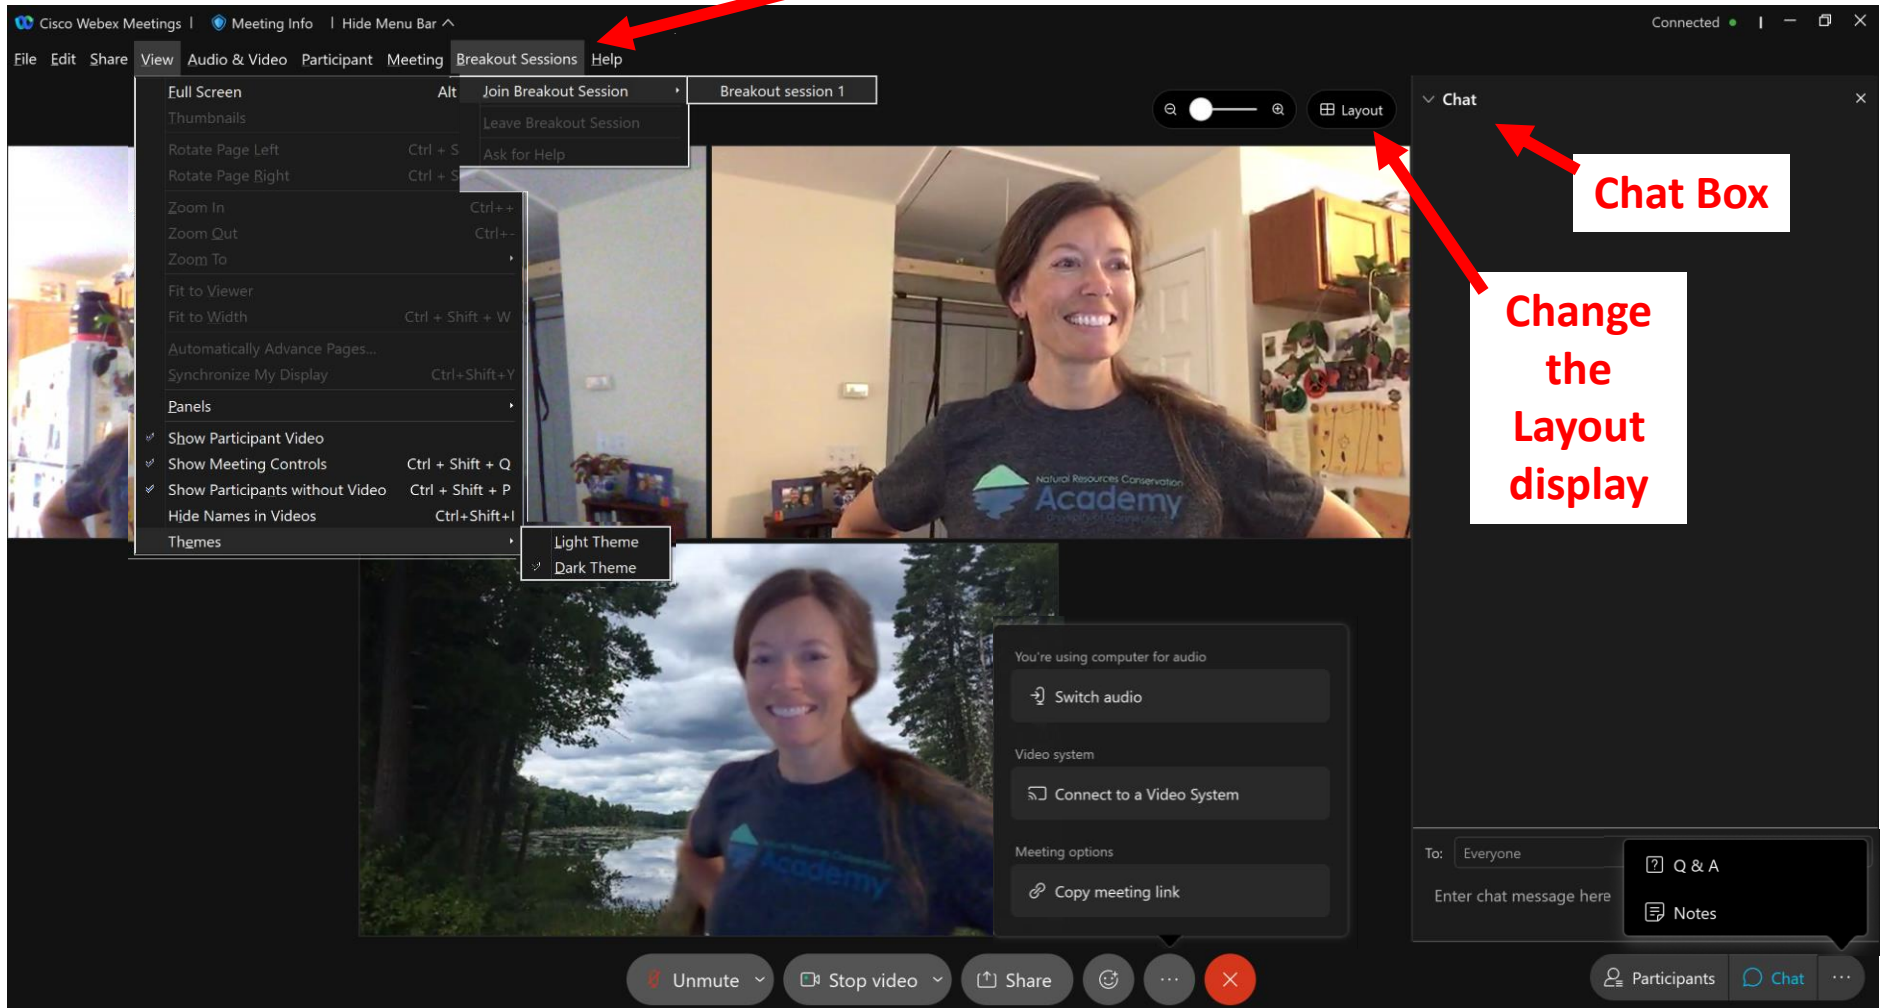 Cisco Webex Meetings | Meeting Info | Hide Menu Bar
Connected
File Edit Share View Audio & Video Participant Meeting Breakout Sessions Help
Full Screen Alt
Thumbnails
Rotate Page Left Ctrl + S
Rotate Page Right Ctrl + S
Zoom In Ctrl++
Zoom Out Ctrl+-
Zoom To
Fit to Viewer
Fit to Width Ctrl + Shift + W
Automatically Advance Pages...
Synchronize My Display Ctrl+Shift+Y
Panels
Show Participant Video
Show Meeting Controls Ctrl + Shift + Q
Show Participants without Video Ctrl + Shift + P
Hide Names in Videos Ctrl+Shift+I
Themes
Light Theme
Dark Theme
Join Breakout Session
Leave Breakout Session
Ask for Help
Breakout session 1
Layout
Chat
Chat Box
Change
the
Layout
display
Natural Resources Conservation
Academy
Academy
You're using computer for audio
Switch audio
Video system
Connect to a Video System
Meeting options
Copy meeting link
To: Everyone
Enter chat message here
Q & A
Notes
Unmute
Stop video
Share
Participants
Chat